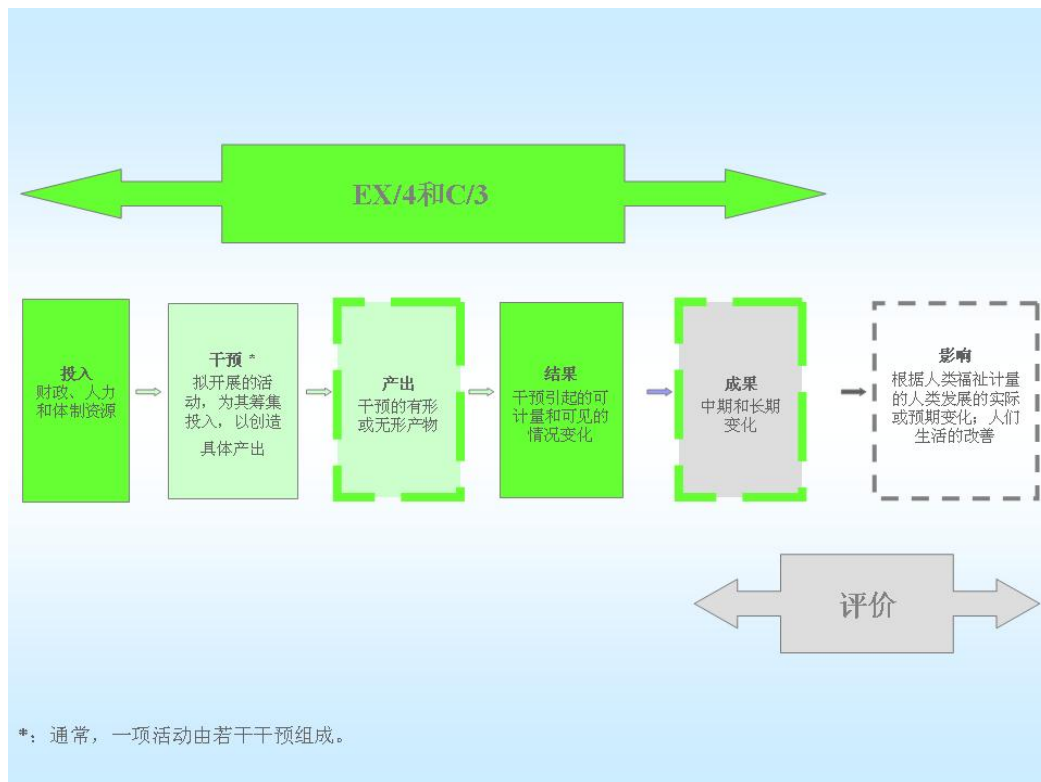 EX/4和C/3
投入
财政、人力
和体制资源
干预 *
拟开展的活
动，为其筹集
投入，以创造
具体产出
产出
干预的有形
或无形产物
结果
干预引起的可
计量和可见的
情况变化
成果
中期和长期
变化
影响
根据人类福祉计量
的人类发展的实际
或预期变化；人们
生活的改善
评价
*：通常，一项活动由若干干预组成。